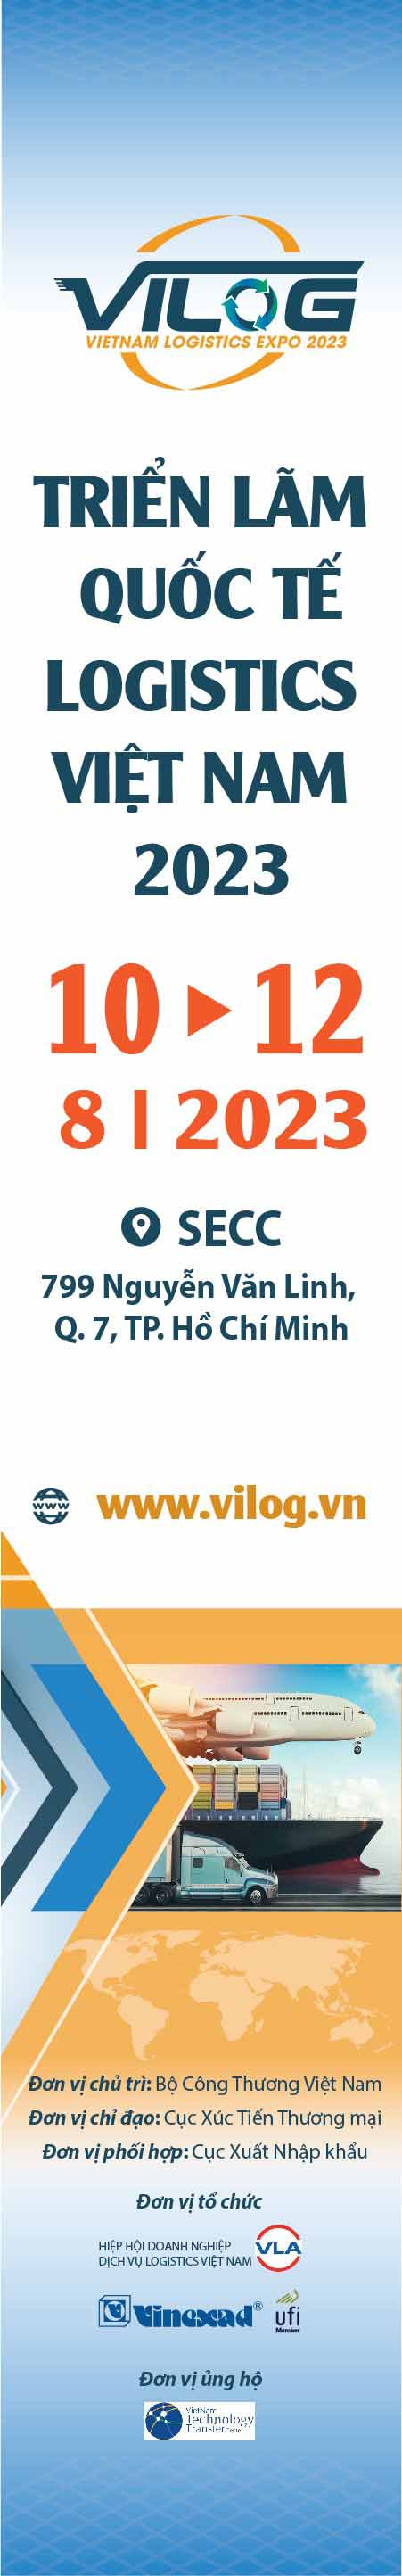 VILOG
VIETNAM LOGISTICS EXPO 2023
TRIỂN LÃM
QUỐC TẾ
LOGISTICS
VIỆT NAM
2023
10 ▶ 12
8 | 2023
SECC
799 Nguyễn Văn Linh,
Q. 7, TP. Hồ Chí Minh
www www.vilog.vn
Đơn vị chủ trì: Bộ Công Thương Việt Nam
Đơn vị chỉ đạo: Cục Xúc Tiến Thương mại
Đơn vị phối hợp: Cục Xuất Nhập khẩu
Đơn vị tổ chức
HIỆP HỘI DOANH NGHIỆP
DỊCH VỤ LOGISTICS VIỆT NAM VLA
Vinexad® ufi
Member
Đơn vị ủng hộ
VietNam
Technology
Transfer Center